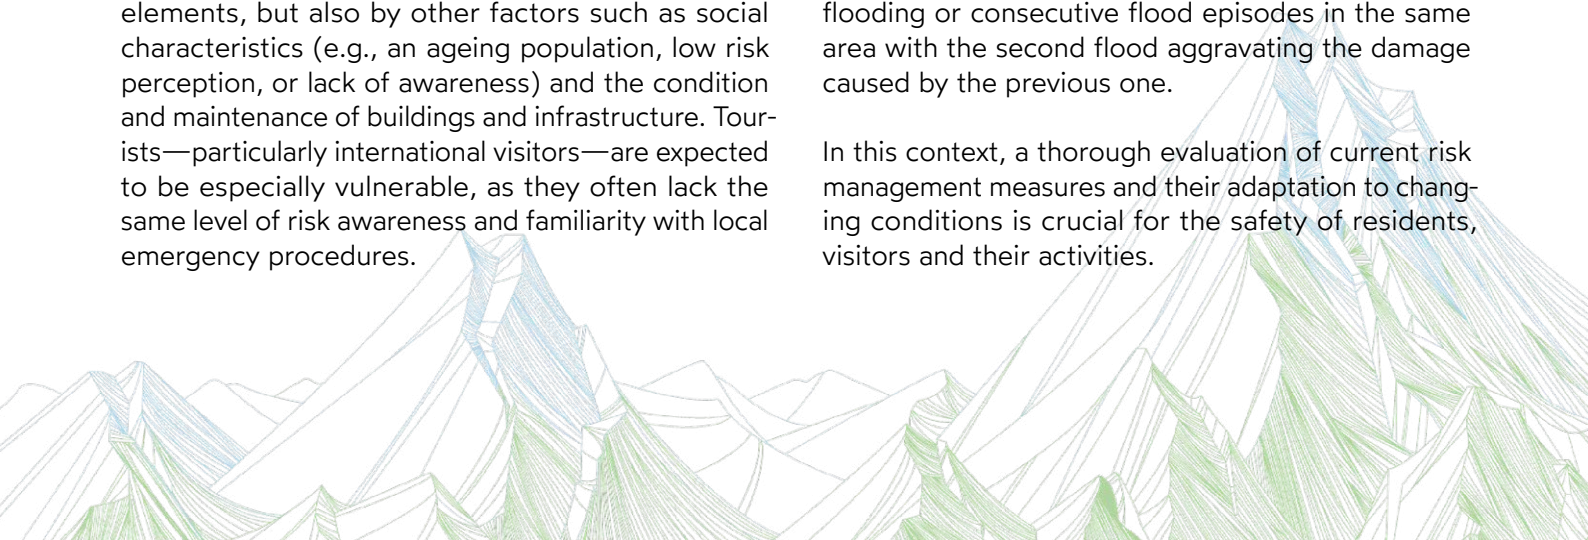 elements, but also by other factors such as social
characteristics (e.g., an ageing population, low risk
perception, or lack of awareness) and the condition
and maintenance of buildings and infrastructure. Tour-
ists—particularly international visitors—are expected
to be especially vulnerable, as they often lack the
same level of risk awareness and familiarity with local
emergency procedures.
flooding or consecutive flood episodes in the same
area with the second flood aggravating the damage
caused by the previous one.
In this context, a thorough evaluation of current risk
management measures and their adaptation to chang-
ing conditions is crucial for the safety of residents,
visitors and their activities.